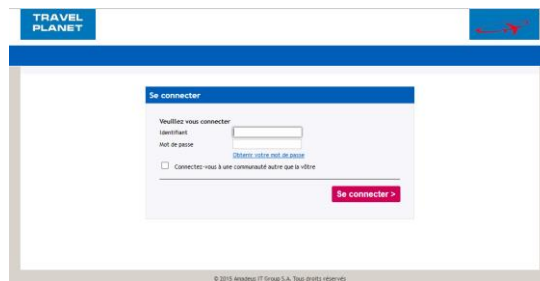 TRAVEL
PLANET
Se connecter
Veuillez vous connecter
Identifiant
Mot de passe
Obtenir votre mot de passe
Connectez-vous à une communauté autre que la vôtre
Se connecter >
© 2015 Amadeus IT Group S.A. Tous droits réservés